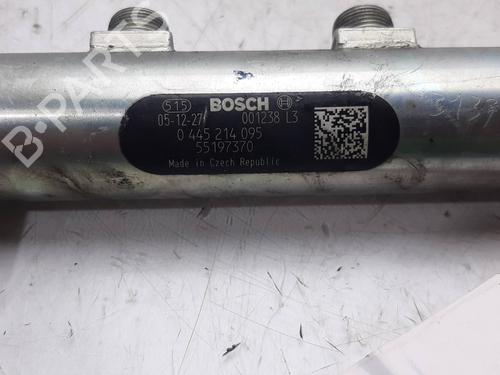 515 BOSCH
05-12-27 001238 L3
0 445 214 095
55197370
Made in Czech Republic
B-PARTS